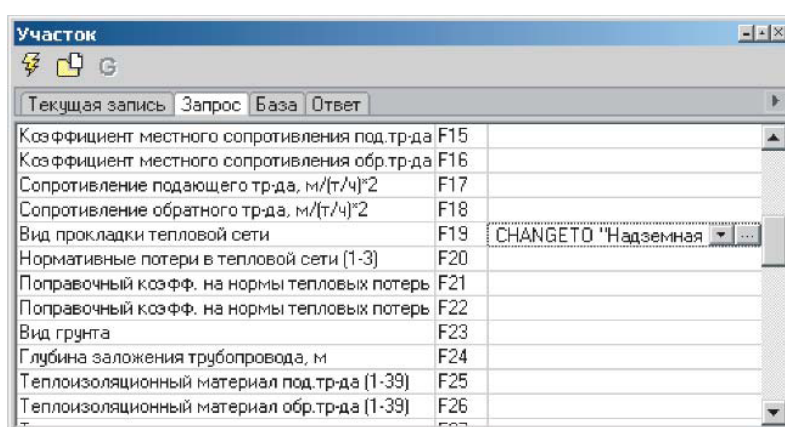 Участок
G
Текущая запись Запрос База Ответ
Коэффициент местного сопротивления под.тр-да F15
Коэффициент местного сопротивления обр.тр-да F16
Сопротивление подающего тр-да, м/(т/ч)*2 F17
Сопротивление обратного тр-да, м/(т/ч)*2 F18
Вид прокладки тепловой сети F19 CHANGETO "Надземная ...
Нормативные потери в тепловой сети (1-3) F20
Поправочный коэфф. на нормы тепловых потерь F21
Поправочный коэфф. на нормы тепловых потерь F22
Вид грунта F23
Глубина заложения трубопровода, м F24
Теплоизоляционный материал под.тр-да (1-39) F25
Теплоизоляционный материал обр.тр-да (1-39) F26